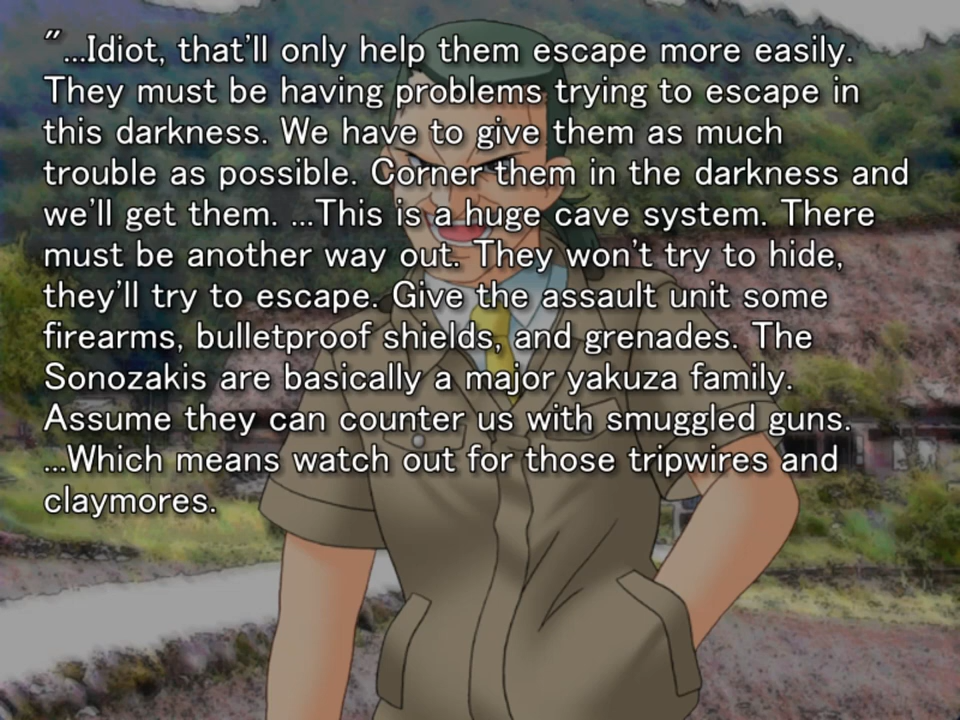 "...Idiot, that'll only help them escape more easily.
They must be having problems trying to escape in
this darkness. We have to give them as much
trouble as possible. Corner them in the darkness and
we'll get them. ...This is a huge cave system. There
must be another way out. They won't try to hide,
they'll try to escape. Give the assault unit some
firearms, bulletproof shields, and grenades. The
Sonozakis are basically a major yakuza family.
Assume they can counter us with smuggled guns.
...Which means watch out for those tripwires and
claymores.